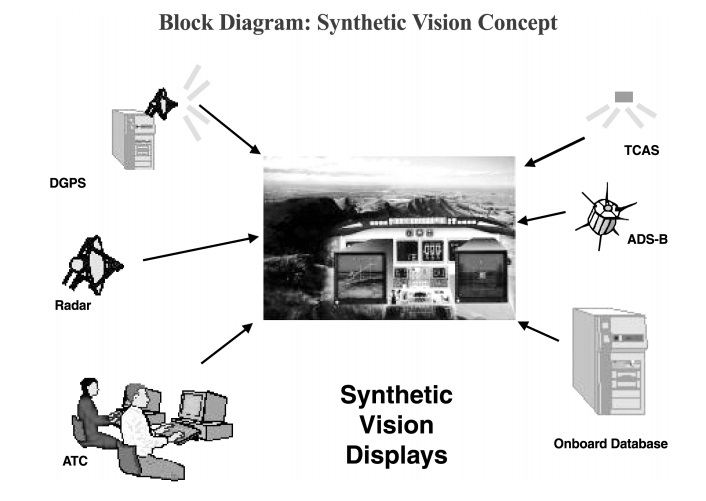 Block Diagram: Synthetic Vision Concept
DGPS
TCAS
ADS-B
Radar
ATC
Synthetic
Vision
Displays
Onboard Database